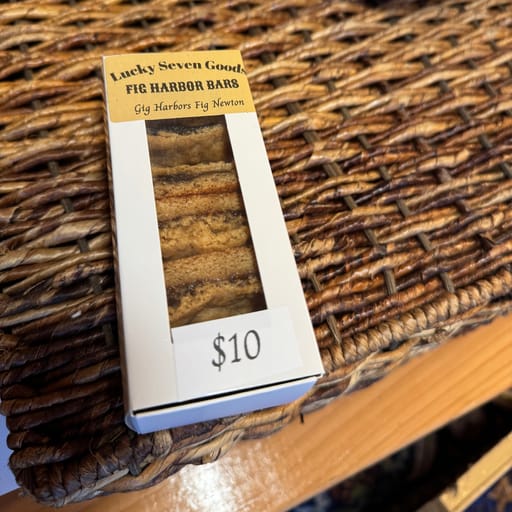 Lucky Seven Goods
FIG HARBOR BARS
Gig Harbors Fig Newton
$10